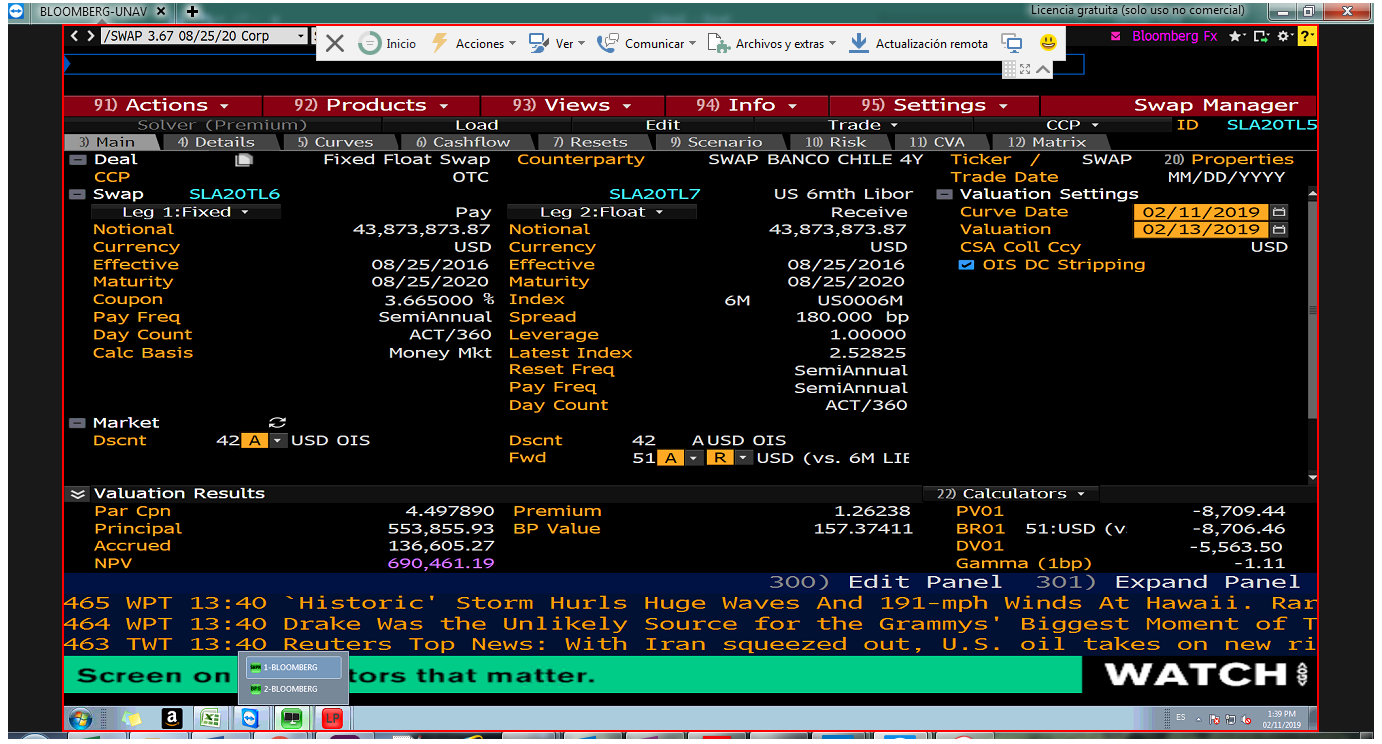 BLOOMBERG-UNAV
Licencia gratuita (solo uso no comercial)
/SWAP 3.67 08/25/20 Corp
Inicio Acciones Ver Comunicar Archivos y extras Actualización remota
Bloomberg Fx
91) Actions 92) Products 93) Views 94) Info 95) Settings Swap Manager
Solver (Premium) Load Edit Trade CCP ID SLA20TL5
3) Main 4) Details 5) Curves 6) Cashflow 7) Resets 9) Scenario 10) Risk 11) CVA 12) Matrix
Deal Fixed Float Swap Counterparty SWAP BANCO CHILE 4Y Ticker / SWAP 20) Properties
CCP OTC Trade Date MM/DD/YYYY
Swap SLA20TL6 SLA20TL7 US 6mth Libor Valuation Settings
Leg 1:Fixed Pay Leg 2:Float Receive Curve Date 02/11/2019
Notional 43,873,873.87 Notional 43,873,873.87 Valuation 02/13/2019
Currency USD Currency USD CSA Coll Ccy USD
Effective 08/25/2016 Effective 08/25/2016 OIS DC Stripping
Maturity 08/25/2020 Maturity 08/25/2020
Coupon 3.665000 % Index 6M US0006M
Pay Freq SemiAnnual Spread 180.000 bp
Day Count ACT/360 Leverage 1.00000
Calc Basis Money Mkt Latest Index 2.52825
Reset Freq SemiAnnual
Pay Freq SemiAnnual
Day Count ACT/360
Market
Dscnt 42 A USD OIS Dscnt 42 A USD OIS
Fwd 51 A R USD (vs. 6M LIE
Valuation Results 22) Calculators
Par Cpn 4.497890 Premium 1.26238 PV01 -8,709.44
Principal 553,855.93 BP Value 157.37411 BR01 51:USD (v. -8,706.46
Accrued 136,605.27 DV01 -5,563.50
NPV 690,461.19 Gamma (1bp) -1.11
300) Edit Panel 301) Expand Panel
465 WPT 13:40 `Historic' Storm Hurls Huge Waves And 191-mph Winds At Hawaii. Rar
464 WPT 13:40 Drake Was the Unlikely Source for the Grammys' Biggest Moment of T
463 TWT 13:40 Reuters Top News: With Iran squeezed out, U.S. oil takes on new ri
Screen on tors that matter. WATCH
1-BLOOMBERG
2-BLOOMBERG
ES 1:39 PM
02/11/2019